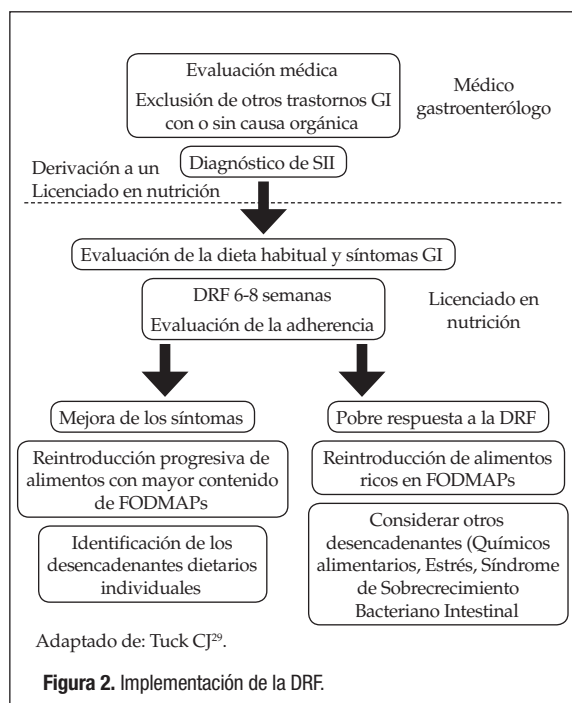 Evaluación médica
Exclusión de otros trastornos GI
con o sin causa orgánica
Médico
gastroenterólogo
Diagnóstico de SII
Derivación a un
Licenciado en nutrición
Evaluación de la dieta habitual y síntomas GI
DRF 6-8 semanas
Evaluación de la adherencia
Licenciado en
nutrición
Mejora de los síntomas
Reintroducción progresiva de
alimentos con mayor contenido
de FODMAPs
Identificación de los
desencadenantes dietarios
individuales
Pobre respuesta a la DRF
Reintroducción de alimentos
ricos en FODMAPs
Considerar otros
desencadenantes (Químicos
alimentarios, Estrés, Síndrome
de Sobrecrecimiento
Bacteriano Intestinal
Adaptado de: Tuck CJ²⁹.
Figura 2. Implementación de la DRF.